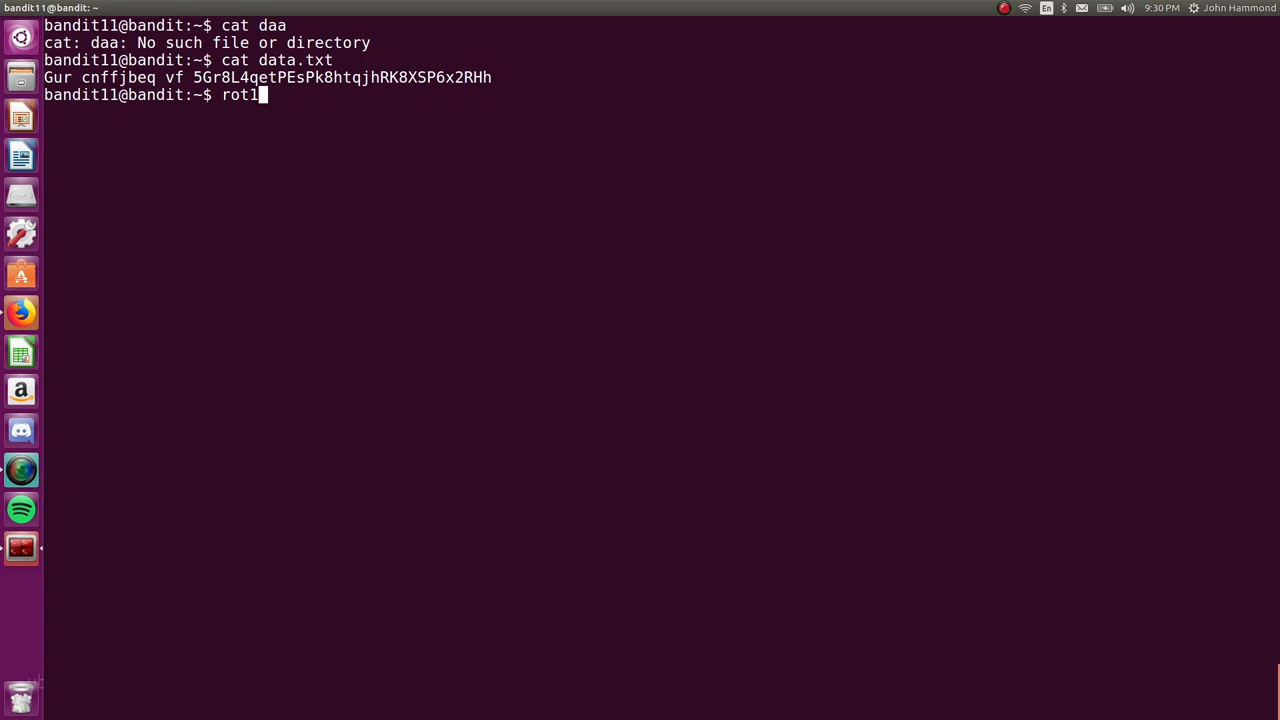 bandit11@bandit: ~
En
9:30 PM
John Hammond
bandit11@bandit:~$ cat daa
cat: daa: No such file or directory
bandit11@bandit:~$ cat data.txt
Gur cnffjbeq vf 5Gr8L4qetPEsPk8htqjhRK8XSP6x2RHh
bandit11@bandit:~$ rot1